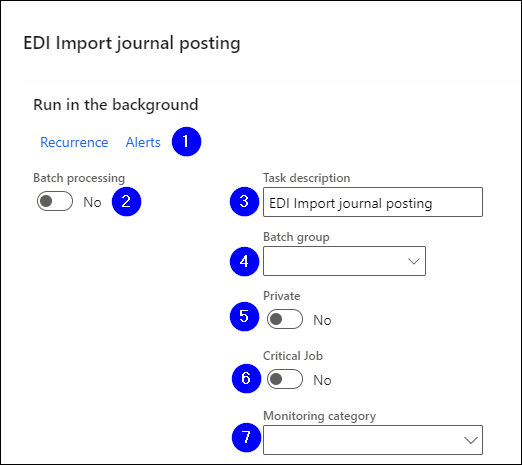 EDI Import journal posting
Run in the background
Recurrence Alerts 1
Batch processing
No 2
Task description
3 EDI Import journal posting
Batch group
4
Private
5 No
Critical Job
6 No
Monitoring category
7